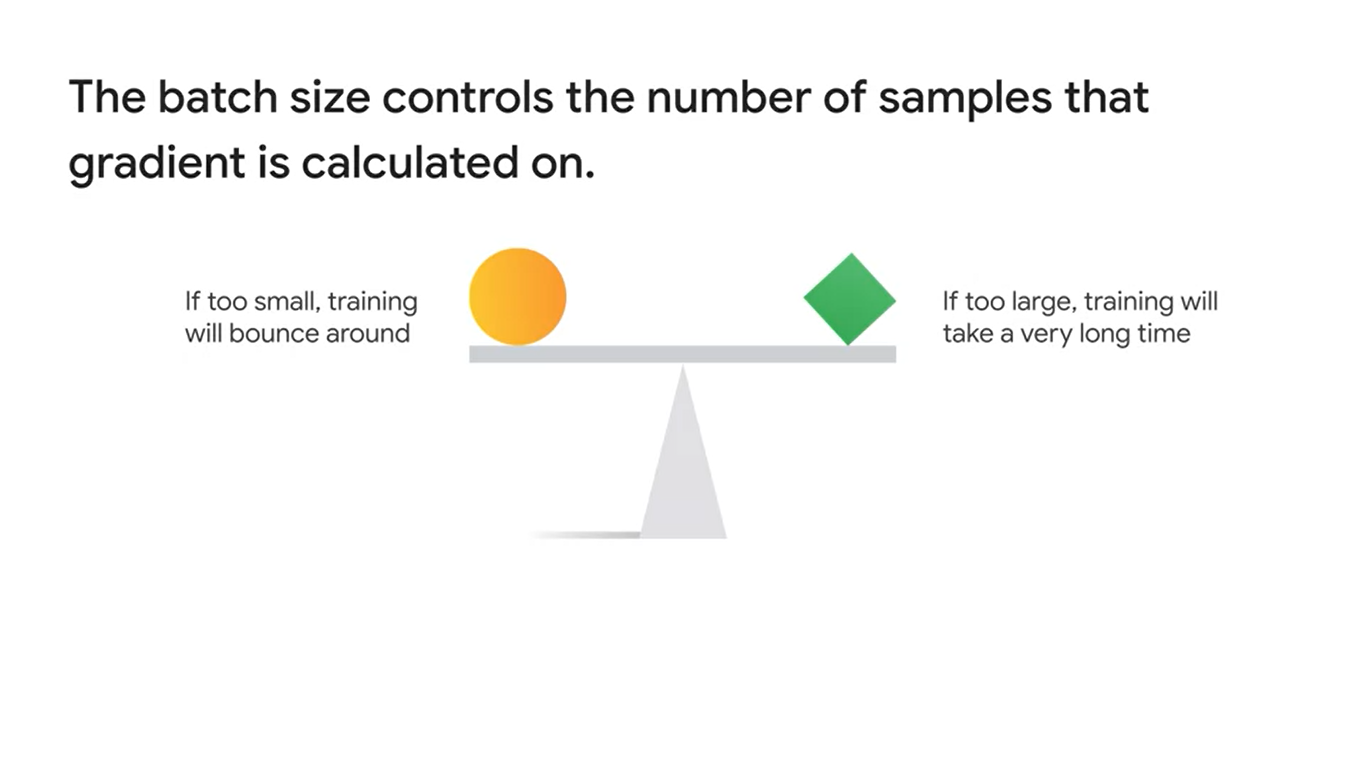 The batch size controls the number of samples that
gradient is calculated on.
If too small, training
will bounce around
If too large, training will
take a very long time